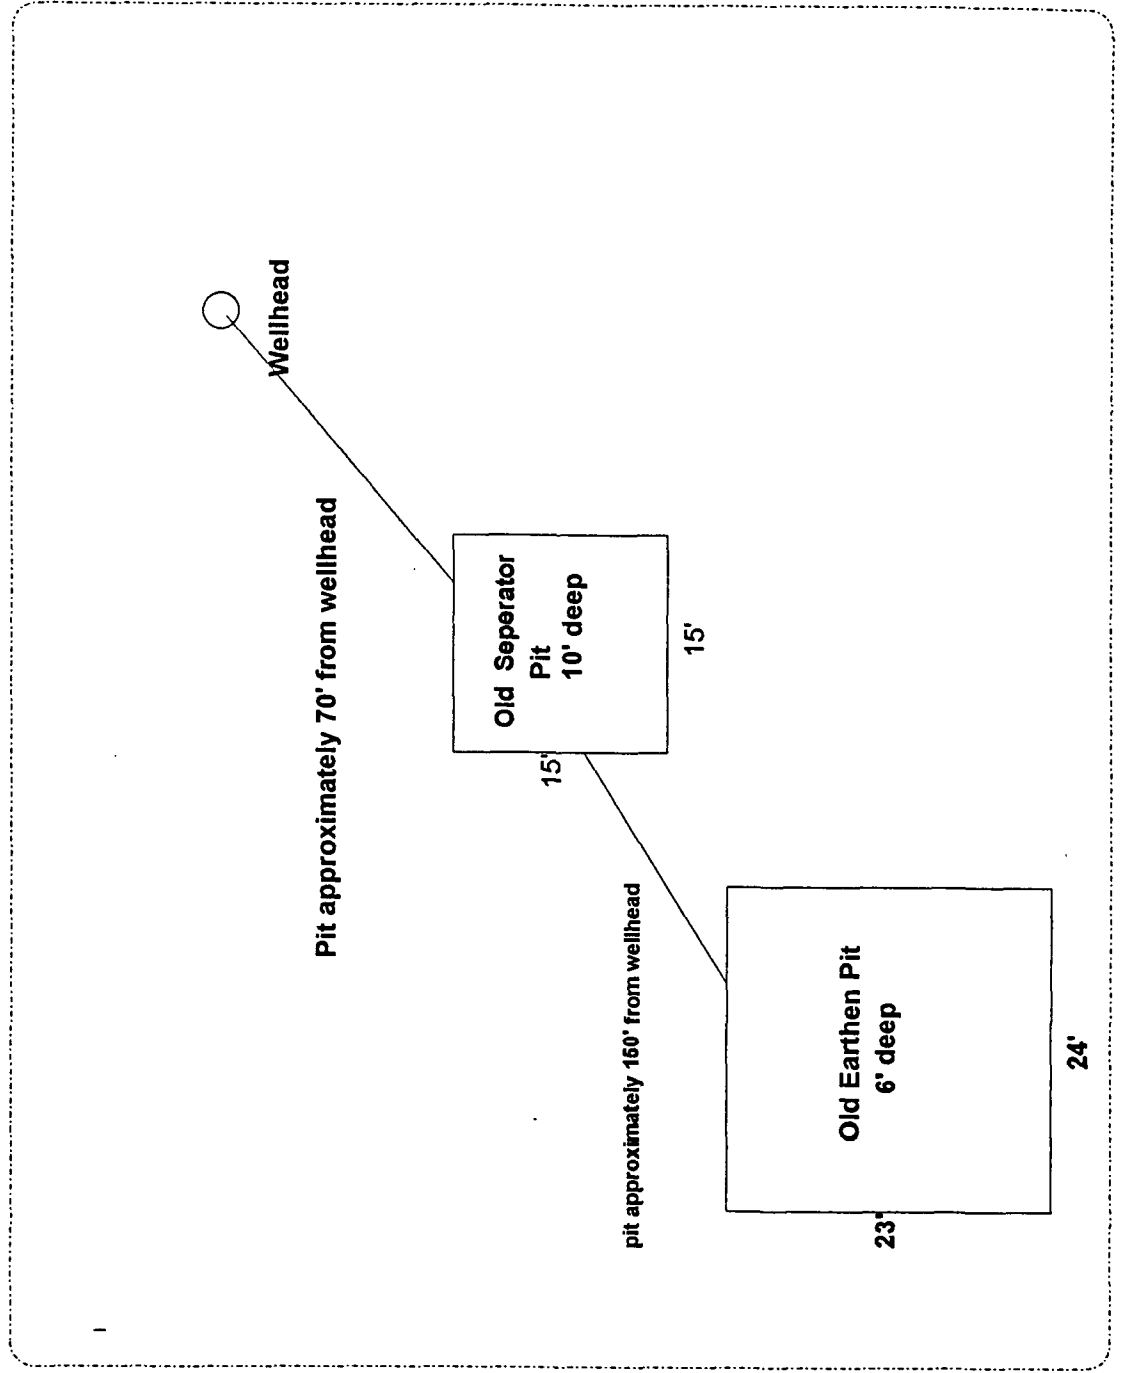 Wellhead
Pit approximately 70' from wellhead
Old Seperator
Pit
10' deep
15'
15'
pit approximately from wellhead
Old Earthen Pit
6' deep
23'
24'